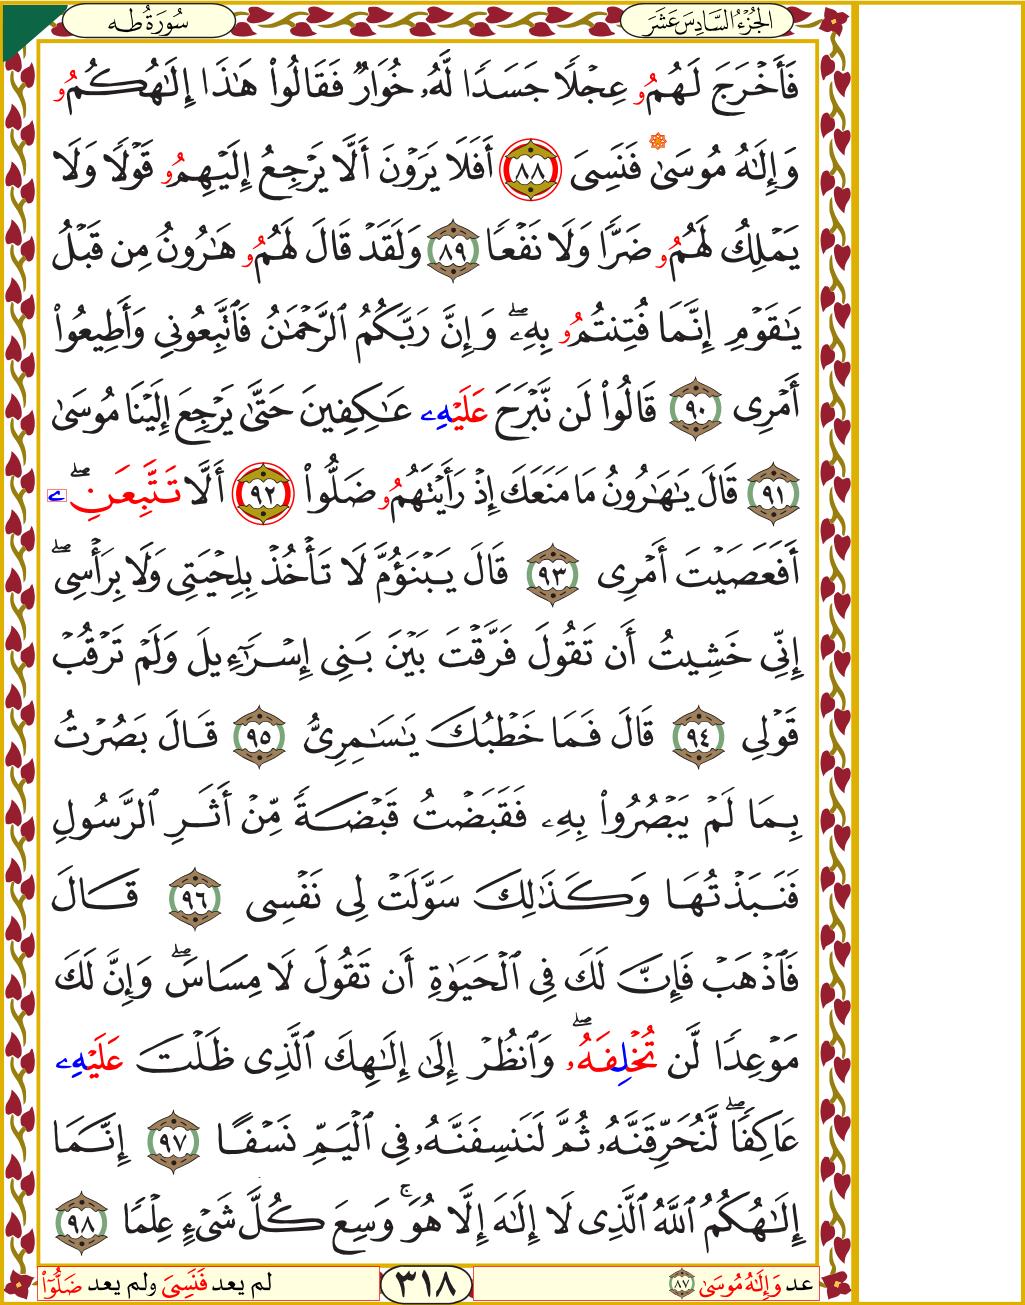 الجُزْءُ السَّادِسَ عَشَرَ
سُورَةُ طه
فَأَخْرَجَ لَهُمُۥ عِجْلًا جَسَدًا لَّهُۥ خُوَارٌ فَقَالُوا۟ هَٰذَا إِلَٰهُكُمُۥ
وَإِلَٰهُ مُوسَىٰ فَنَسِىَ ٨٨ أَفَلَا يَرَوْنَ أَلَّا يَرْجِعُ إِلَيْهِمُۥ قَوْلًا وَلَا
يَمْلِكُ لَهُمُۥ ضَرًّا وَلَا نَفْعًا ٨٩ وَلَقَدْ قَالَ لَهُمُۥ هَٰرُونُ مِن قَبْلُ
يَٰقَوْمِ إِنَّمَا فُتِنتُمُۥ بِهِۦۖ وَإِنَّ رَبَّكُمُ الرَّحْمَٰنُ فَٱتَّبِعُونِي وَأَطِيعُوا۟
أَمْرِى ٩٠ قَالُوا۟ لَن نَّبْرَحَ عَلَيْهِۦ عَٰكِفِينَ حَتَّىٰ يَرْجِعَ إِلَيْنَا مُوسَىٰ
٩١ قَالَ يَٰهَٰرُونُ مَا مَنَعَكَ إِذْ رَأَيْتَهُمُۥ ضَلُّوا۟ ٩٢ أَلَّا تَتَّبِعَنِۦۖ
أَفَعَصَيْتَ أَمْرِى ٩٣ قَالَ يَبْنَؤُمَّ لَا تَأْخُذْ بِلِحْيَتِى وَلَا بِرَأْسِىۖ
إِنِّى خَشِيتُ أَن تَقُولَ فَرَّقْتَ بَيْنَ بَنِى إِسْرَٰٓءِيلَ وَلَمْ تَرْقُبْ
قَوْلِى ٩٤ قَالَ فَمَا خَطْبُكَ يَٰسَٰمِرِىُّ ٩٥ قَالَ بَصُرْتُ
بِمَا لَمْ يَبْصُرُوا۟ بِهِۦ فَقَبَضْتُ قَبْضَةً مِّنْ أَثَرِ ٱلرَّسُولِ
فَنَبَذْتُهَا وَكَذَٰلِكَ سَوَّلَتْ لِى نَفْسِى ٩٦ قَالَ
فَٱذْهَبْ فَإِنَّ لَكَ فِى ٱلْحَيَوٰةِ أَن تَقُولَ لَا مِسَاسَۖ وَإِنَّ لَكَ
مَوْعِدًا لَّن تُخْلِفَهُۥۖ وَٱنظُرْ إِلَىٰ إِلَٰهِكَ ٱلَّذِى ظَلْتَ عَلَيْهِۦ
عَاكِفًاۖ لَّنُحَرِّقَنَّهُۥ ثُمَّ لَنَنسِفَنَّهُۥ فِى ٱلْيَمِّ نَسْفًا ٩٧ إِنَّمَا
إِلَٰهُكُمُ ٱللَّهُ ٱلَّذِى لَا إِلَٰهَ إِلَّا هُوَۚ وَسِعَ كُلَّ شَىْءٍ عِلْمًا ٩٨
عد وَإِلَٰهُ مُوسَىٰ ٨٧
٣١٨
لم يعد فَنَسِىَ ولم يعد ضَلُّوٓا۟